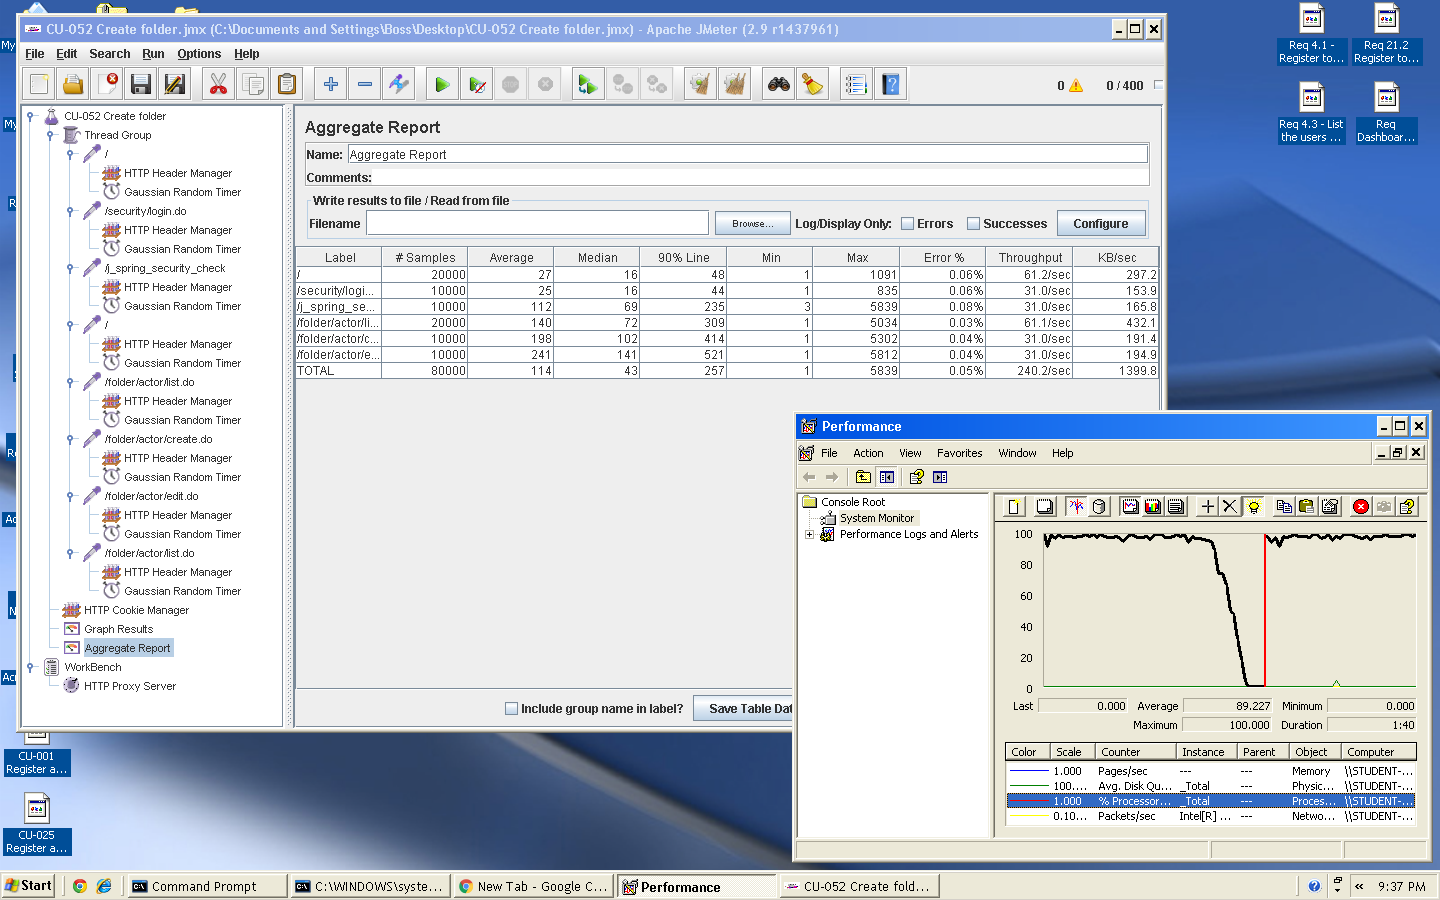 CU-052 Create folder.jmx (C:\Documents and Settings\Boss\Desktop\CU-052 Create folder.jmx) - Apache JMeter (2.9 r1437961)
File Edit Search Run Options Help
0 0 / 400
CU-052 Create folder
Thread Group
/
HTTP Header Manager
Gaussian Random Timer
/security/login.do
HTTP Header Manager
Gaussian Random Timer
/j_spring_security_check
HTTP Header Manager
Gaussian Random Timer
/
HTTP Header Manager
Gaussian Random Timer
/folder/actor/list.do
HTTP Header Manager
Gaussian Random Timer
/folder/actor/create.do
HTTP Header Manager
Gaussian Random Timer
/folder/actor/edit.do
HTTP Header Manager
Gaussian Random Timer
/folder/actor/list.do
HTTP Header Manager
Gaussian Random Timer
HTTP Cookie Manager
Graph Results
Aggregate Report
WorkBench
HTTP Proxy Server
Aggregate Report
Name: Aggregate Report
Comments:
Write results to file / Read from file
Filename Browse... Log/Display Only: Errors Successes Configure
Label # Samples Average Median 90% Line Min Max Error % Throughput KB/sec
/ 20000 27 16 48 1 1091 0.06% 61.2/sec 297.2
/security/logi... 10000 25 16 44 1 835 0.06% 31.0/sec 153.9
/j_spring_se... 10000 112 69 235 3 5839 0.08% 31.0/sec 165.8
/folder/actor/li... 20000 140 72 309 1 5034 0.03% 61.1/sec 432.1
/folder/actor/c... 10000 198 102 414 1 5302 0.04% 31.0/sec 191.4
/folder/actor/e... 10000 241 141 521 1 5812 0.04% 31.0/sec 194.9
TOTAL 80000 114 43 257 1 5839 0.05% 240.2/sec 1399.8
Include group name in label? Save Table Dat
Req 4.1 -
Register to...
Req 21.2
Register to...
Req 4.3 - List
the users ...
Req
Dashboar...
Performance
File Action View Favorites Window Help
Console Root
System Monitor
Performance Logs and Alerts
100
80
60
40
20
0
Last 0.000 Average 89.227 Minimum 0.000
Maximum 100.000 Duration 1:40
Color Scale Counter Instance Parent Object Computer
1.000 Pages/sec --- --- Memory \\STUDENT-...
100.... Avg. Disk Qu... _Total --- Physic... \\STUDENT-...
1.000 % Processor... _Total --- Proces... \\STUDENT-...
0.10... Packets/sec Intel[R] ... --- Netwo... \\STUDENT-...
CU-001
Register a...
CU-025
Register a...
Start Command Prompt C:\WINDOWS\syste... New Tab - Google C... Performance CU-052 Create fold... 9:37 PM